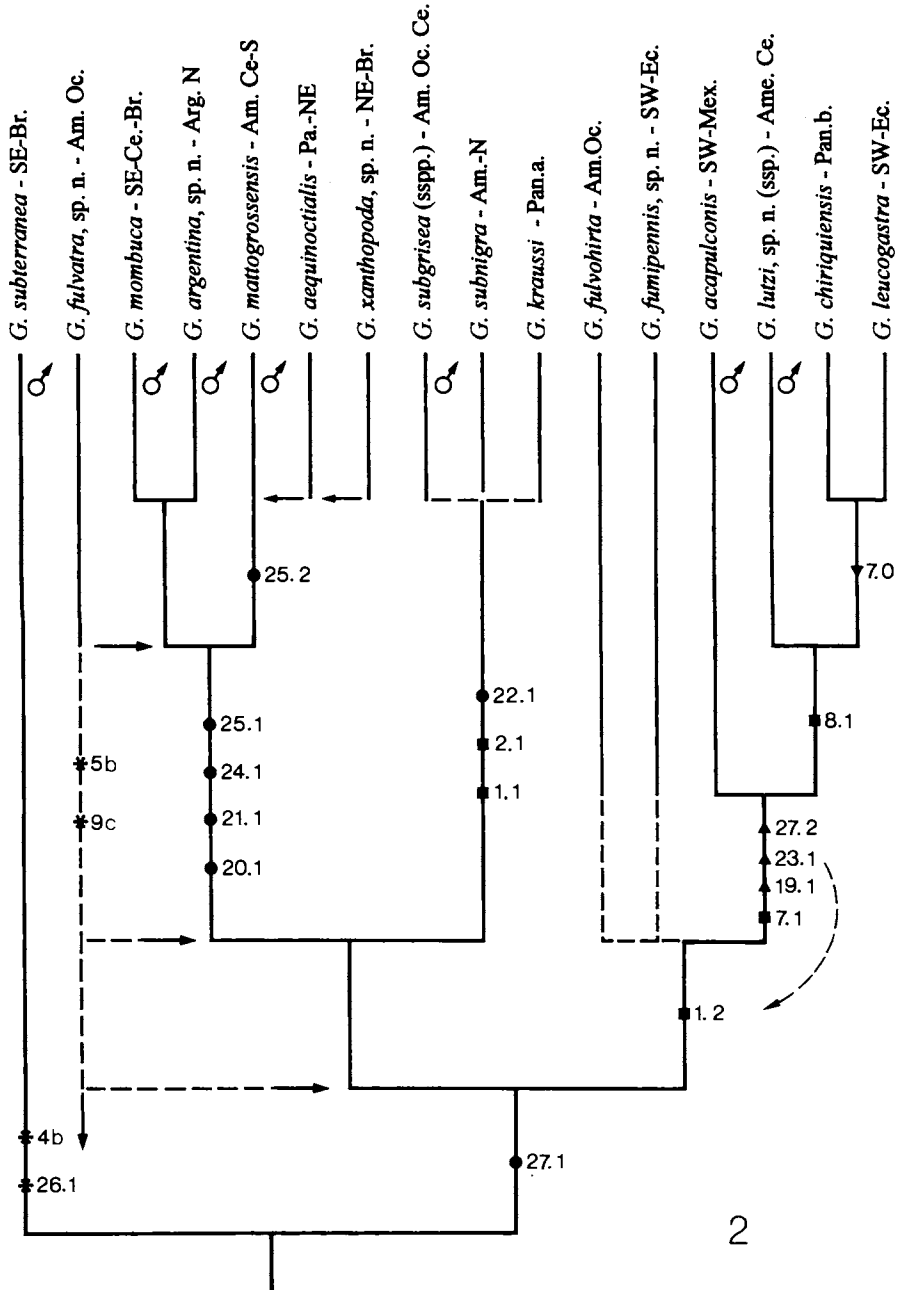 G. subterranea - SE-Br.
G. fulvatra, sp. n. - Am. Oc.
G. mombuca - SE-Ce.-Br.
G. argentina, sp. n. - Arg. N
G. mattogrossensis - Am. Ce-S
G. aequinoctialis - Pa.-NE
G. xanthopoda, sp. n. - NE-Br.
G. subgrisea (sspp.) - Am. Oc. Ce.
G. subnigra - Am.-N
G. kraussi - Pan.a.
G. fulvohirta - Am.Oc.
G. fumipennis, sp. n. - SW-Ec.
G. acapulconis - SW-Mex.
G. lutzi, sp. n. (ssp.) - Ame. Ce.
G. chiriquiensis - Pan.b.
G. leucogastra - SW-Ec.
♂ ♂ ♂ ♂ ♂ ♂ ♂
25.2
7.0
22.1
25.1
8.1
2.1
5b
24.1
1.1
9c
21.1
27.2
20.1
23.1
19.1
7.1
1.2
4b
27.1
26.1
2